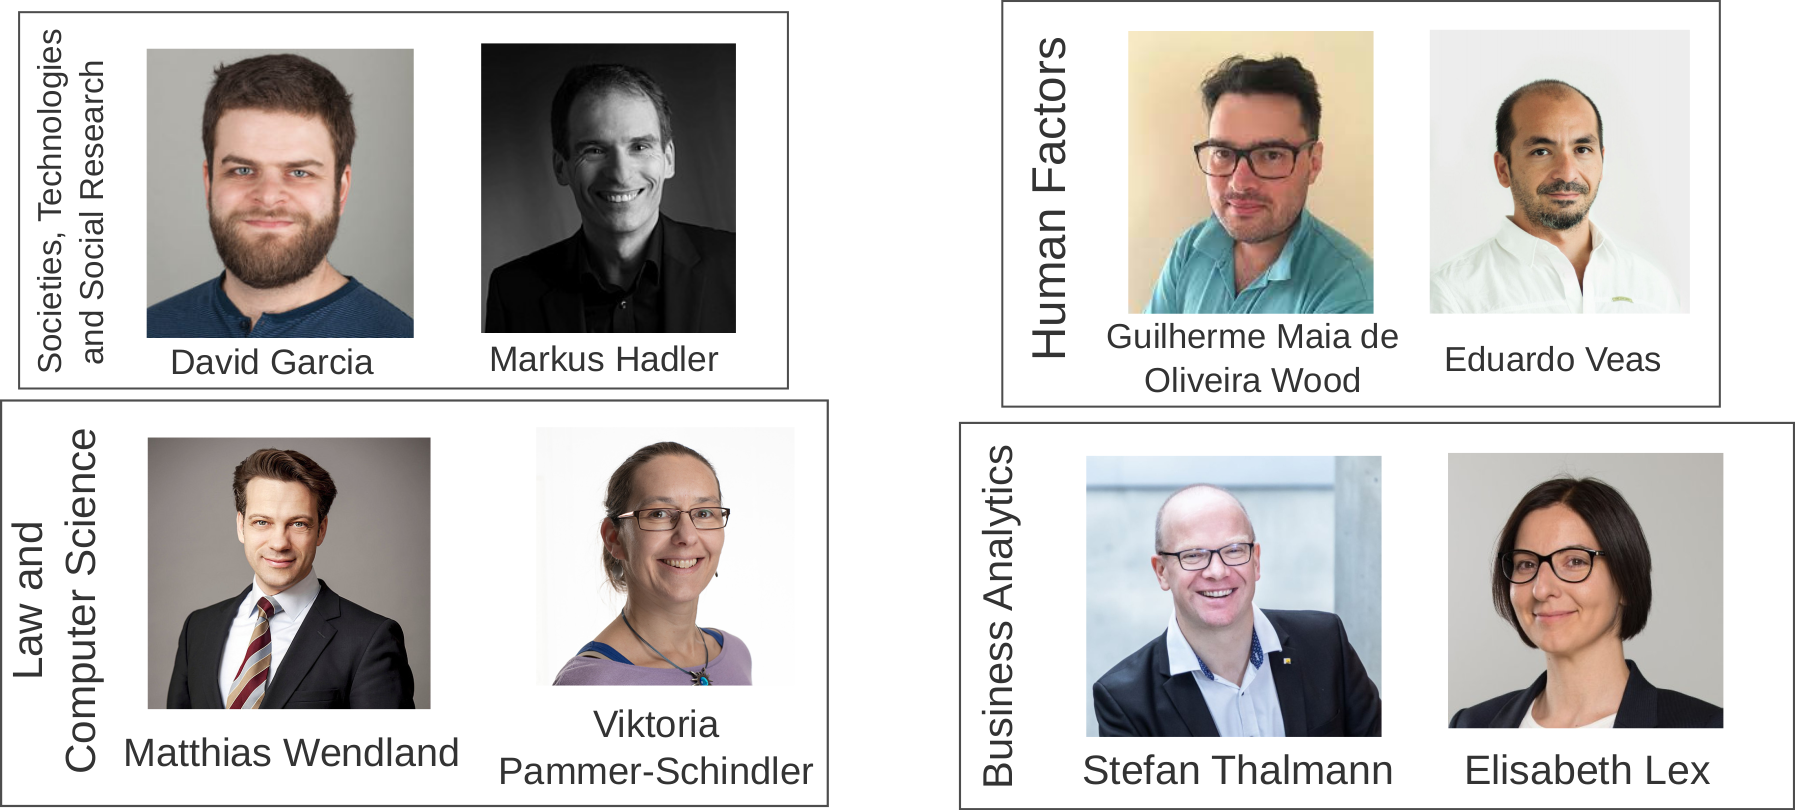 Societies, Technologies
and Social Research
David Garcia
Markus Hadler
Human Factors
Guilherme Maia de
Oliveira Wood
Eduardo Veas
Law and
Computer Science
Matthias Wendland
Viktoria
Pammer-Schindler
Business Analytics
Stefan Thalmann
Elisabeth Lex